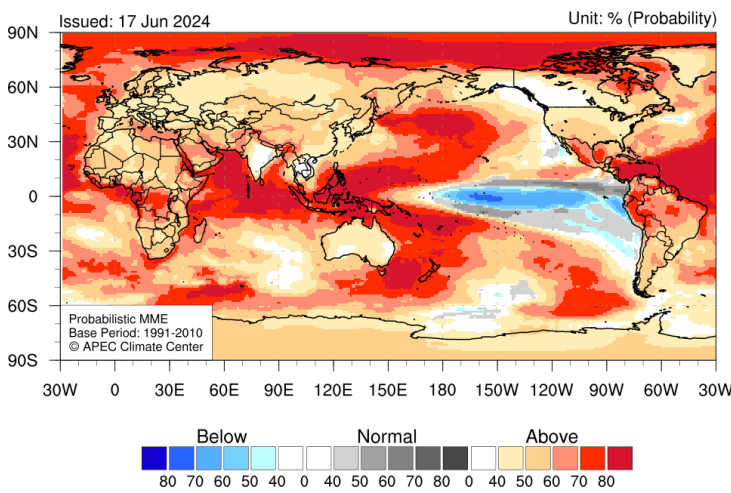 Issued: 17 Jun 2024
Unit: % (Probability)
90N
60N
30N
0
30S
60S
90S
Probabilistic MME
Base Period: 1991-2010
© APEC Climate Center
30W 0 30E 60E 90E 120E 150E 180E 150W 120W 90W 60W 30W
Below Normal Above
80 70 60 50 40 0 40 50 60 70 80 0 40 50 60 70 80